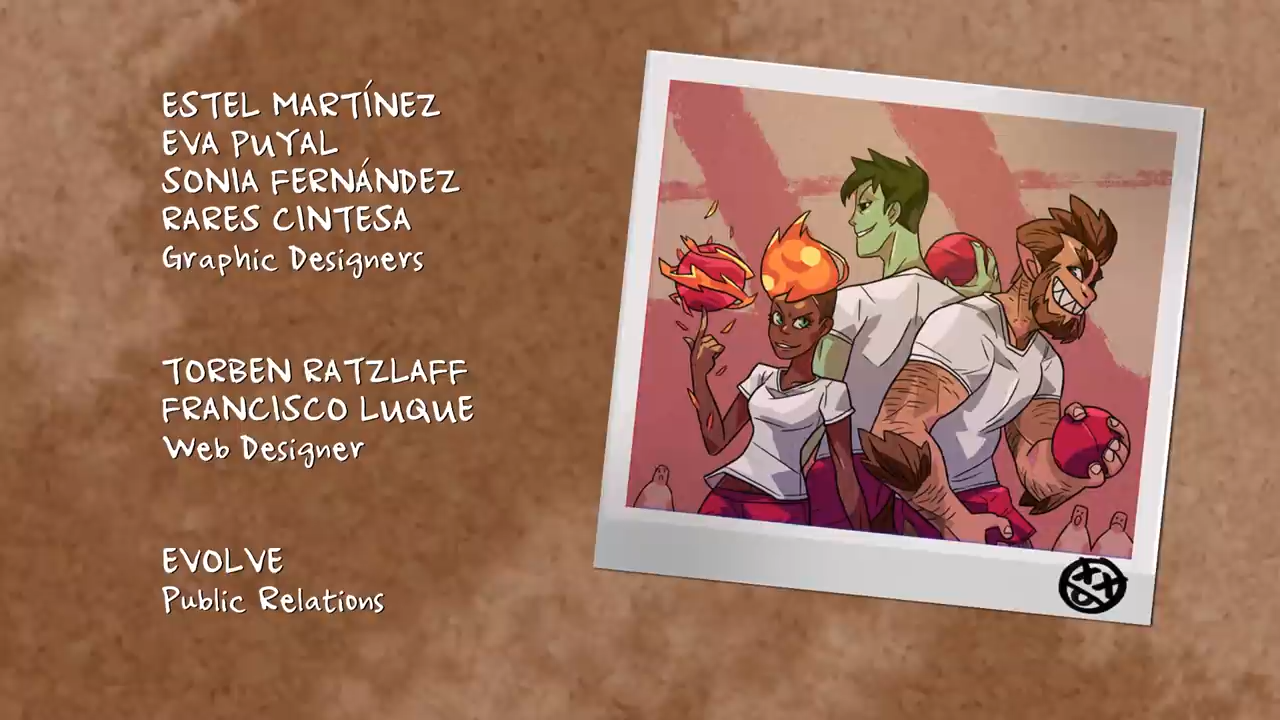 ESTEL MARTÍNEZ
EVA PUYAL
SONIA FERNÁNDEZ
RARES CINTESA
Graphic Designers
TORBEN RATZLAFF
FRANCISCO LUQUE
Web Designer
EVOLVE
Public Relations